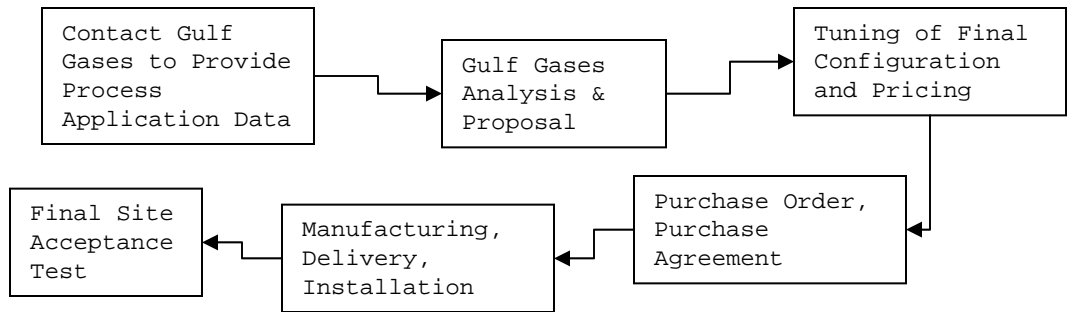 Contact Gulf
Gases to Provide
Process
Application Data
Gulf Gases
Analysis &
Proposal
Tuning of Final
Configuration
and Pricing
Purchase Order,
Purchase
Agreement
Manufacturing,
Delivery,
Installation
Final Site
Acceptance
Test